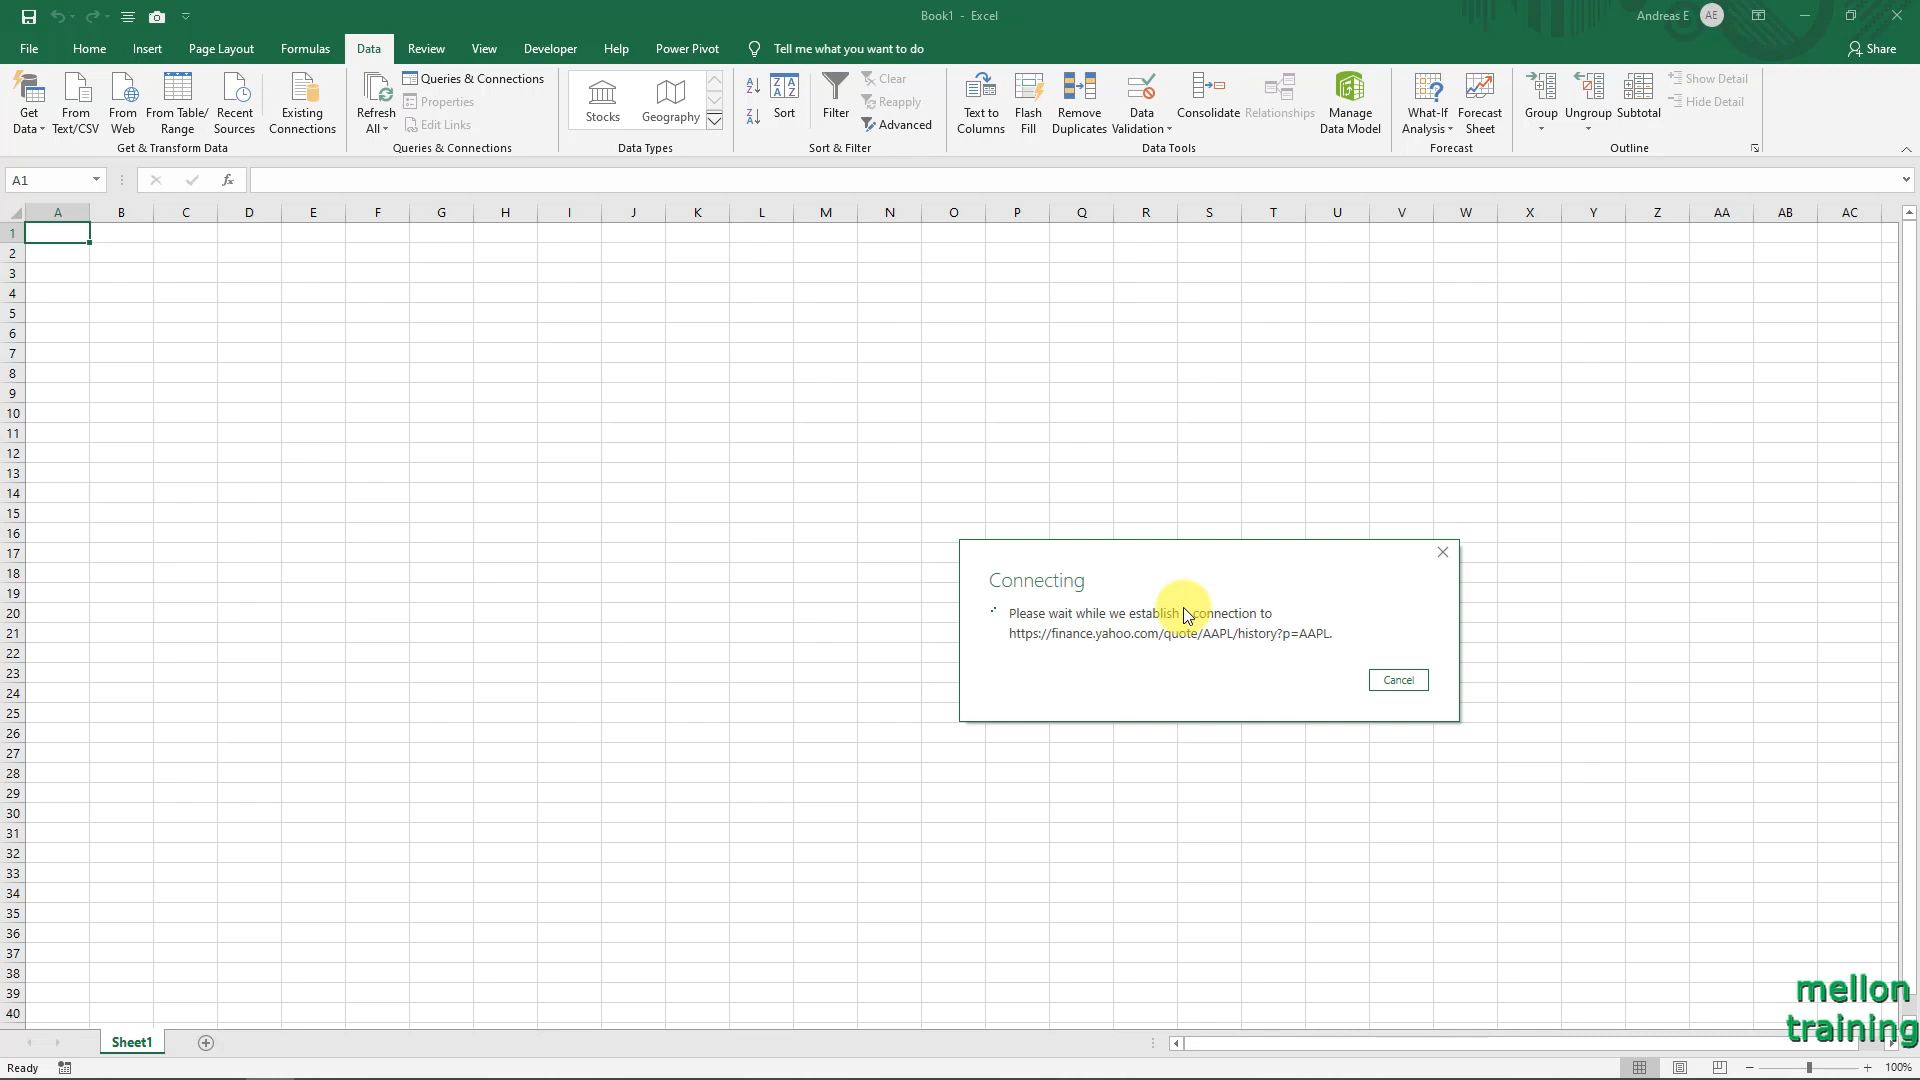 Book1 - Excel
Andreas E
AE
File
Home
Insert
Page Layout
Formulas
Data
Review
View
Developer
Help
Power Pivot
Tell me what you want to do
Share
Get Data
From Text/CSV
From Web
From Table/ Range
Recent Sources
Existing Connections
Get & Transform Data
Refresh All
Queries & Connections
Properties
Edit Links
Queries & Connections
Stocks
Geography
Data Types
Sort
Filter
Clear
Reapply
Advanced
Sort & Filter
Text to Columns
Flash Fill
Remove Duplicates
Data Validation
Consolidate
Relationships
Manage Data Model
Data Tools
What-If Analysis
Forecast Sheet
Forecast
Group
Ungroup
Subtotal
Show Detail
Hide Detail
Outline
A1
fx
A B C D E F G H I J K L M N O P Q R S T U V W X Y Z AA AB AC
1
2
3
4
5
6
7
8
9
10
11
12
13
14
15
16
17
18
19
20
21
22
23
24
25
26
27
28
29
30
31
32
33
34
35
36
37
38
39
40
Connecting
Please wait while we establish connection to
https://finance.yahoo.com/quote/AAPL/history?p=AAPL.
Cancel
mellon
training
Sheet1
Ready
100%